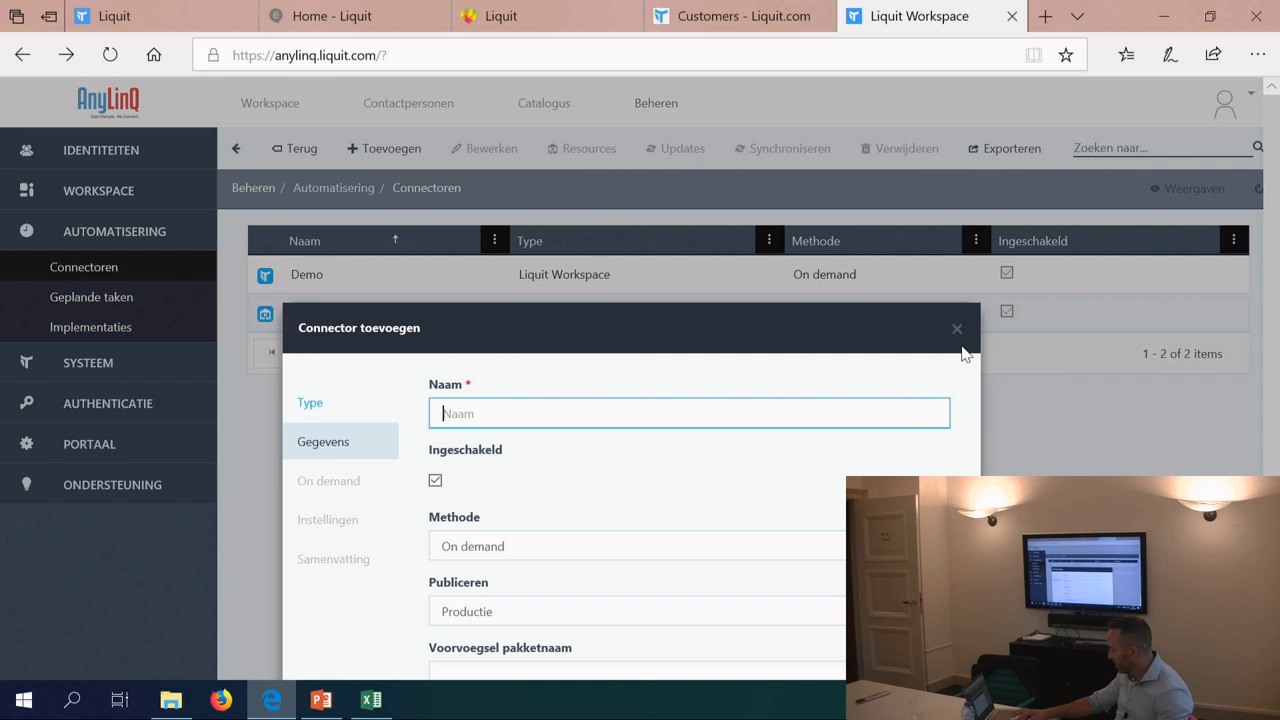 Liquit
Home - Liquit
Liquit
Customers - Liquit.com
Liquit Workspace
https://anylinq.liquit.com/?
AnyLinQ
Workspace
Contactpersonen
Catalogus
Beheren
IDENTITEITEN
WORKSPACE
AUTOMATISERING
Connectoren
Geplande taken
Implementaties
SYSTEEM
AUTHENTICATIE
PORTAAL
ONDERSTEUNING
Terug
Toevoegen
Bewerken
Resources
Updates
Synchroniseren
Verwijderen
Exporteren
Zoeken naar...
Beheren / Automatisering / Connectoren
Weergaven
Naam
Type
Methode
Ingeschakeld
Demo
Liquit Workspace
On demand
1 - 2 of 2 items
Connector toevoegen
Type
Gegevens
On demand
Instellingen
Samenvatting
Naam *
Naam
Ingeschakeld
Methode
On demand
Publiceren
Productie
Voorvoegsel pakketnaam